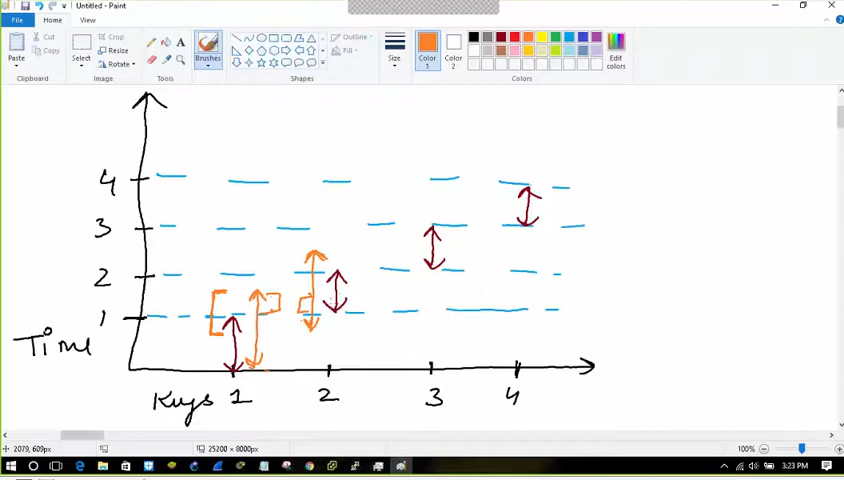 Untitled - Paint
File Home View
Paste
Cut
Copy
Clipboard
Select
Crop
Resize
Rotate
Image
Tools
Brushes
Outline
Fill
Shapes
Size
Color 1
Color 2
Edit colors
Colors
4
3
2
1
Time
Keys 1 2 3 4
2079, 609px
25200 × 8000px
100%
3:23 PM